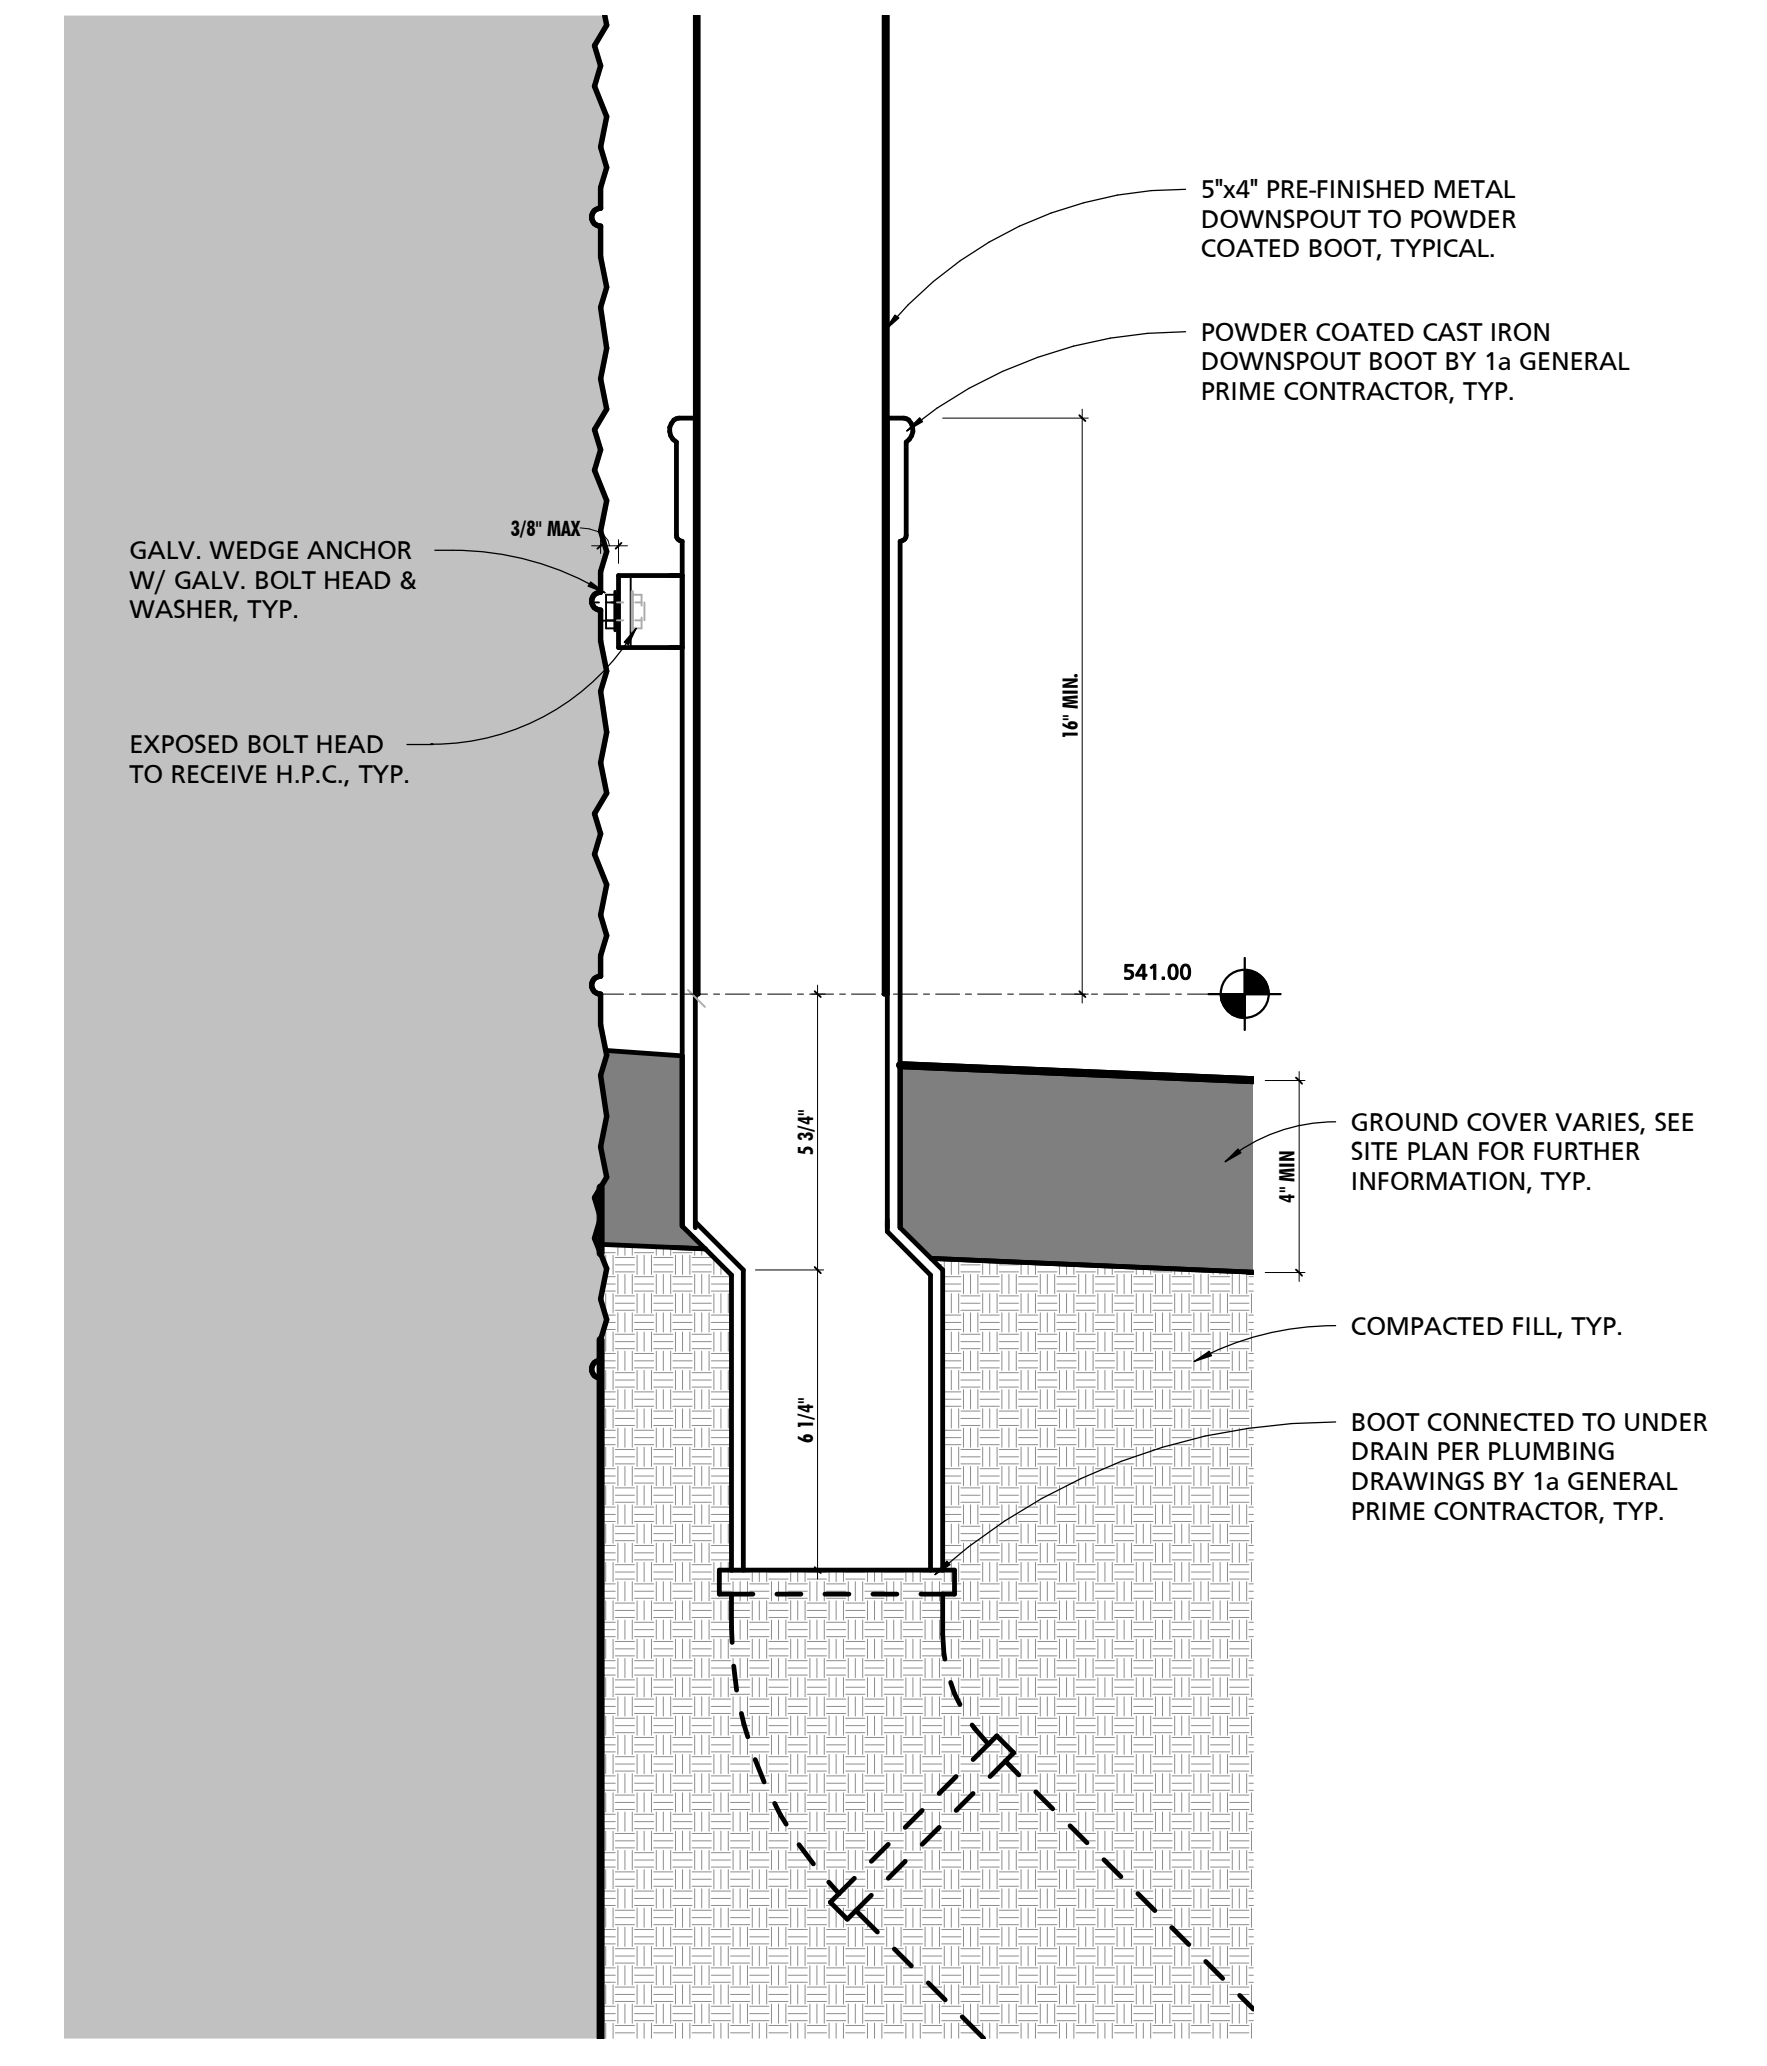 5"x4" PRE-FINISHED METAL
DOWNSPOUT TO POWDER
COATED BOOT, TYPICAL.
POWDER COATED CAST IRON
DOWNSPOUT BOOT BY 1a GENERAL
PRIME CONTRACTOR, TYP.
3/8" MAX
GALV. WEDGE ANCHOR
W/ GALV. BOLT HEAD &
WASHER, TYP.
16" MIN.
EXPOSED BOLT HEAD
TO RECEIVE H.P.C., TYP.
541.00
5 3/4"
GROUND COVER VARIES, SEE
SITE PLAN FOR FURTHER
INFORMATION, TYP.
4" MIN
COMPACTED FILL, TYP.
6 1/4"
BOOT CONNECTED TO UNDER
DRAIN PER PLUMBING
DRAWINGS BY 1a GENERAL
PRIME CONTRACTOR, TYP.